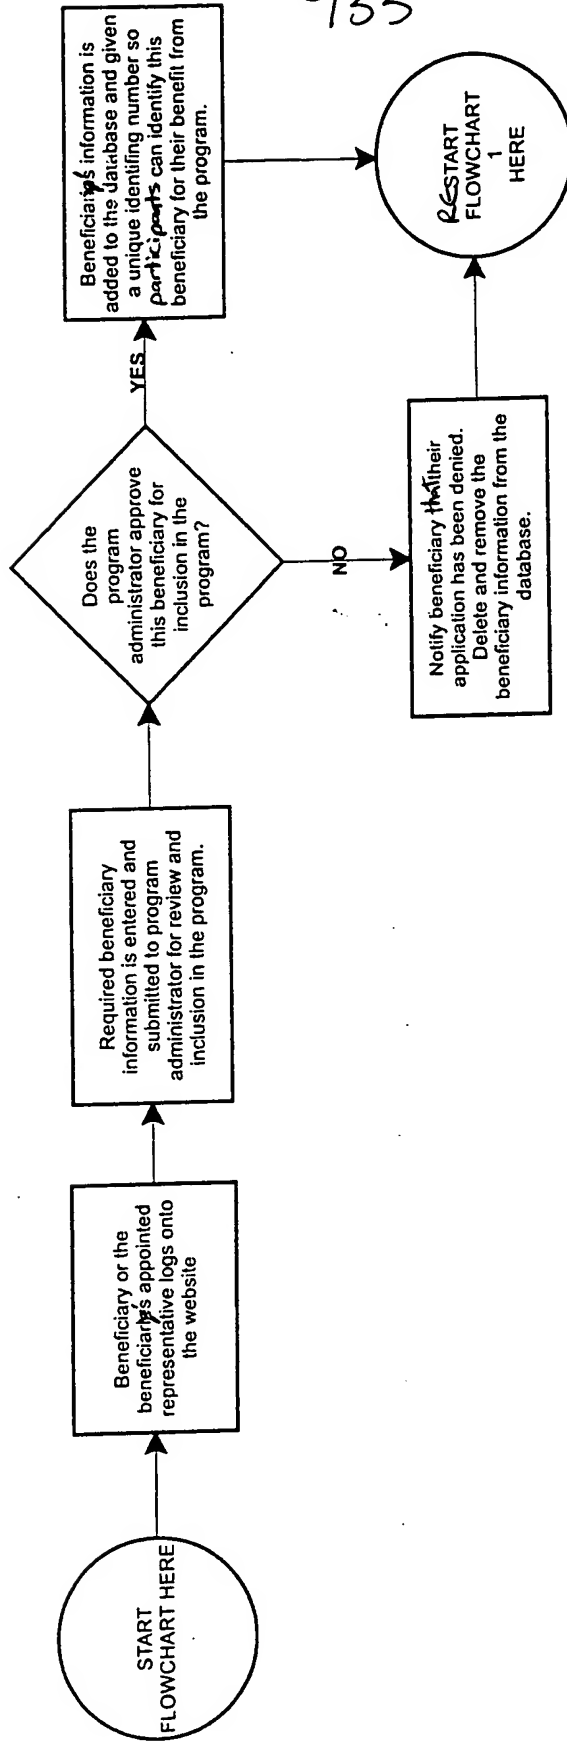 START
FLOWCHART HERE
Beneficiary or the
beneficiary's appointed
representative logs onto
the website
Required beneficiary
information is entered and
submitted to program
administrator for review and
inclusion in the program.
Does the
program
administrator approve
this beneficiary for
inclusion in the
program?
YES
NO
Beneficiary's information is
added to the database and given
a unique identifing number so
participants can identify this
beneficiary for their benefit from
the program.
Notify beneficiary that their
application has been denied.
Delete and remove the
beneficiary information from the
database.
RESTART
FLOWCHART
1
HERE